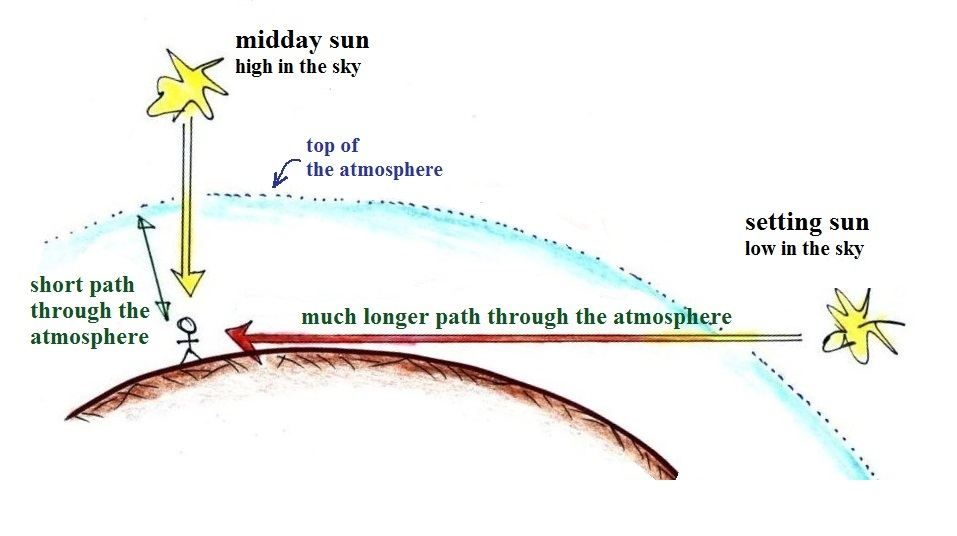 midday sun
high in the sky
top of
the atmosphere
setting sun
low in the sky
short path
through the
atmosphere
much longer path through the atmosphere